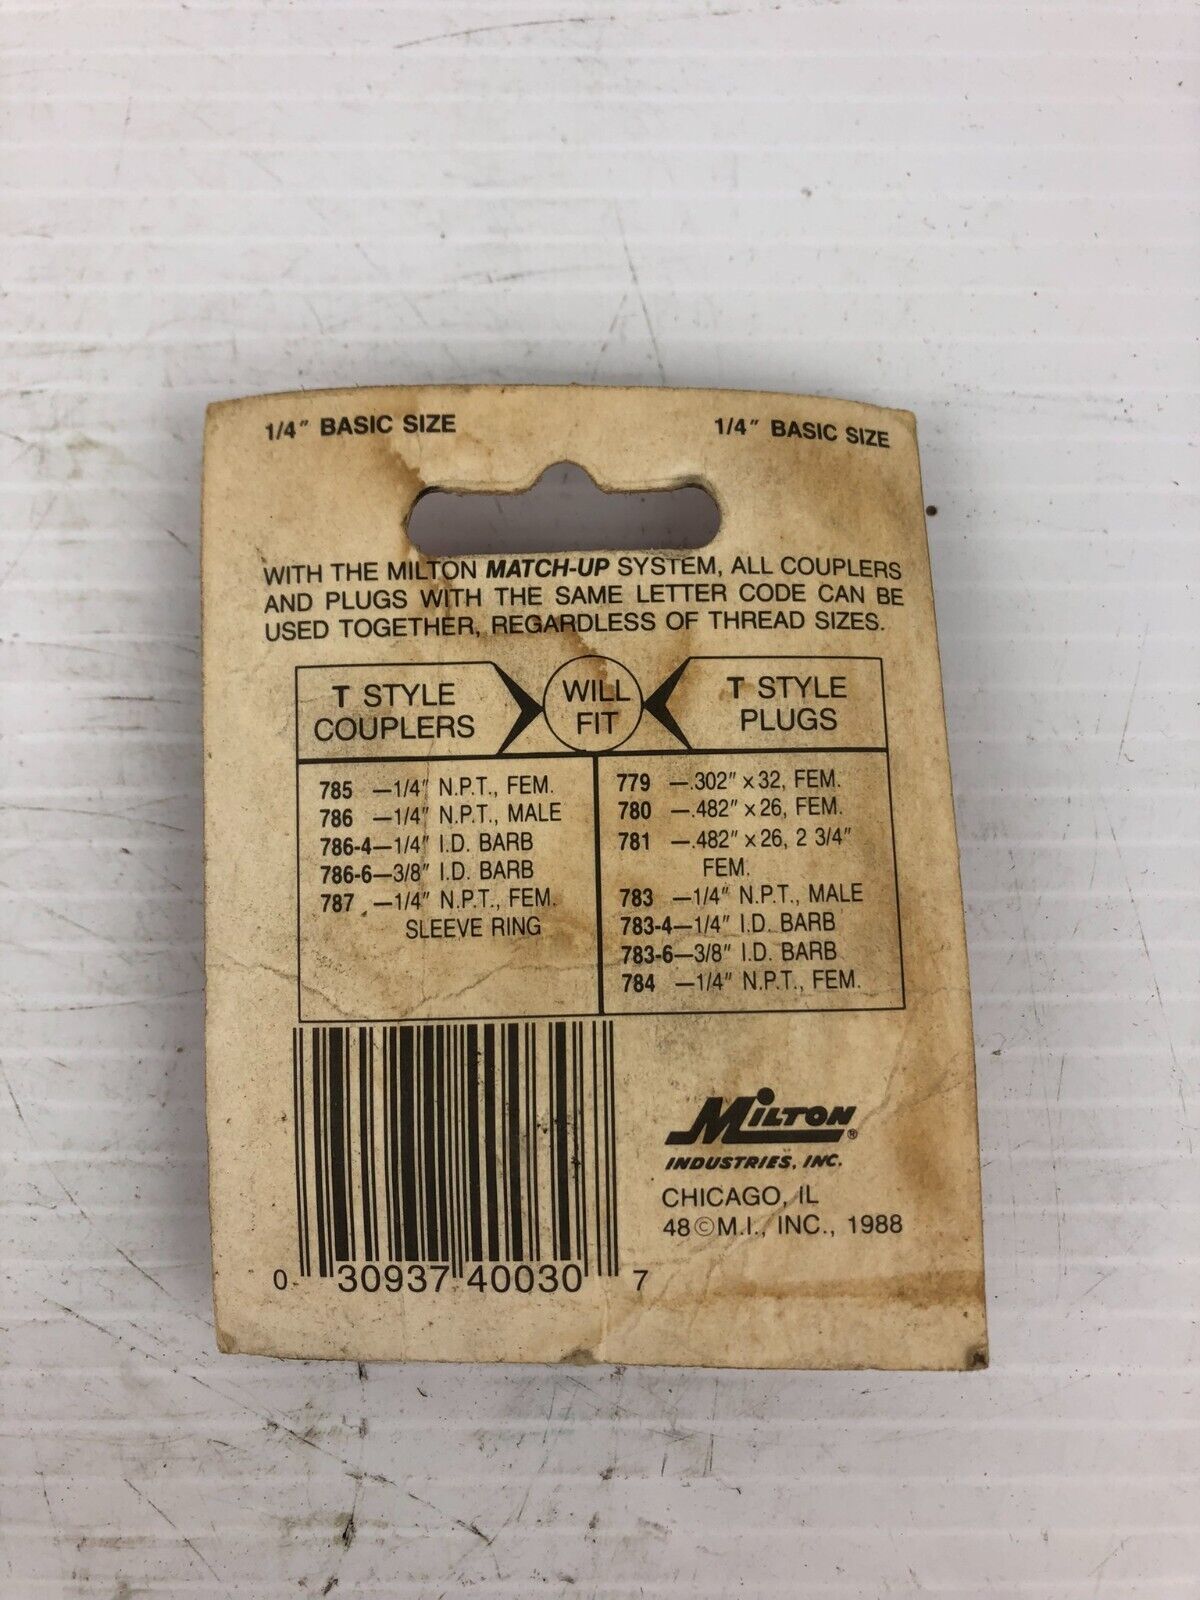 1/4" BASIC SIZE 1/4" BASIC SIZE
WITH THE MILTON MATCH-UP SYSTEM, ALL COUPLERS
AND PLUGS WITH THE SAME LETTER CODE CAN BE
USED TOGETHER, REGARDLESS OF THREAD SIZES.
T STYLE
COUPLERS
WILL
FIT
T STYLE
PLUGS
785 —1/4" N.P.T., FEM.
786 —1/4" N.P.T., MALE
786-4—1/4" I.D. BARB
786-6—3/8" I.D. BARB
787 —1/4" N.P.T., FEM.
SLEEVE RING
779 —.302" x 32, FEM.
780 —.482" x 26, FEM.
781 —.482" x 26, 2 3/4"
FEM.
783 —1/4" N.P.T., MALE
783-4—1/4" I.D. BARB
783-6—3/8" I.D. BARB
784 —1/4" N.P.T., FEM.
0 30937 40030 7
MILTON®
INDUSTRIES, INC.
CHICAGO, IL
48©M.I., INC., 1988